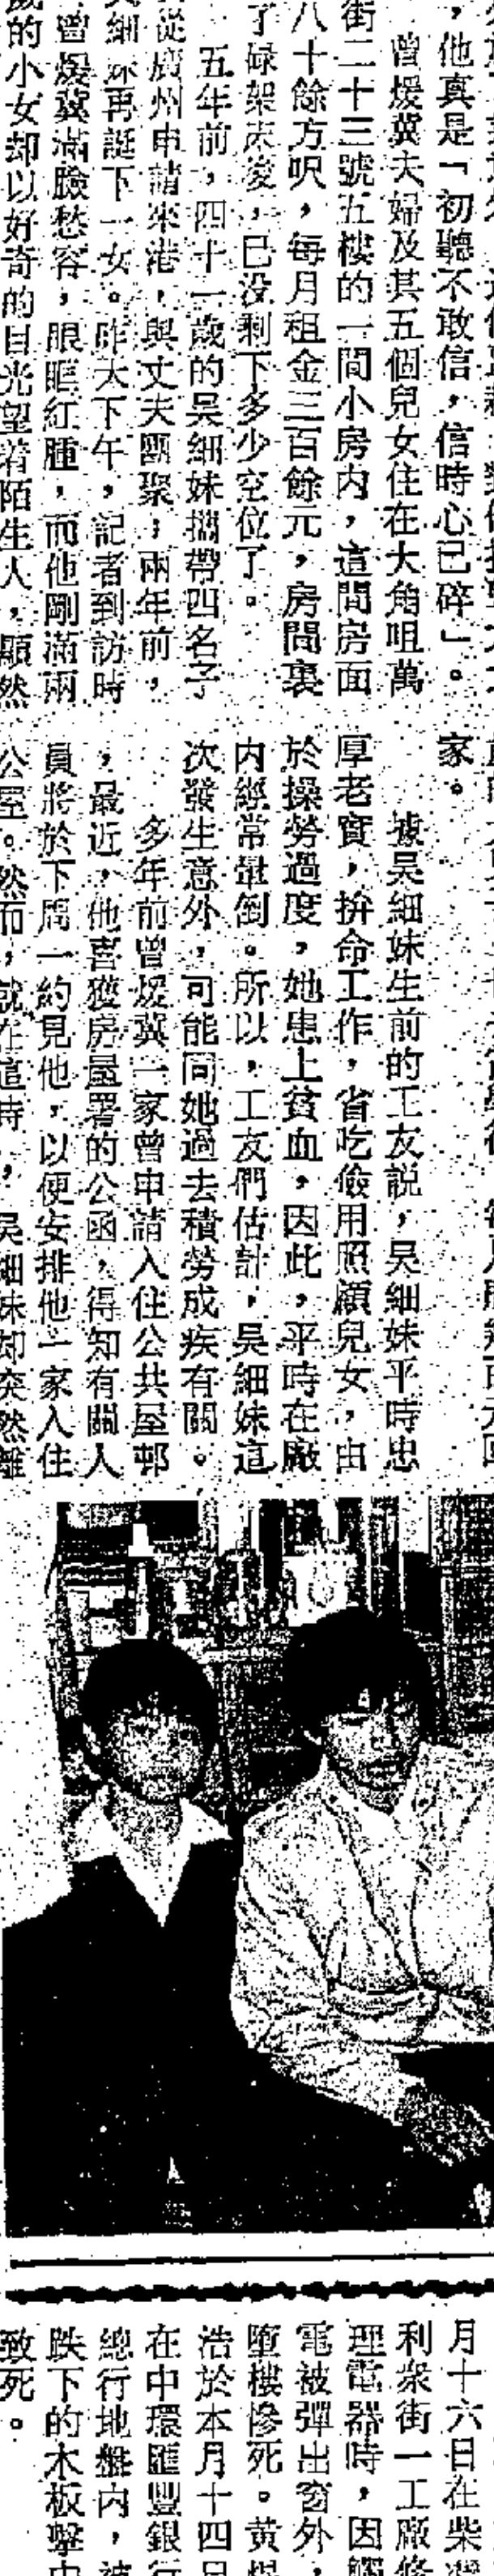 ，他真是「初聽不敢信，信時心已碎」。
曾煖冀夫婦及其五個兒女住在大角咀萬
街二十三號五樓的一間小房內，這間房面
八十餘方呎，每月租金三百餘元，房間裏
了碌架床後，已没剩下多少空位了。
五年前，四十一歲的吳細妹攜帶四名子
從廣州申請來港，與丈夫團聚；兩年前，
細妹再誕下一女。昨天下午，記者到訪時
曾煖冀滿臉愁容，眼眶紅腫，而他剛滿兩
歲的小女却以好奇的目光望着陌生人，顯然
家。
據吳細妹生前的工友説，吳細妹平時忠
厚老實，拚命工作，省吃儉用照顧兒女，由
於操勞過度，她患上貧血，因此，平時在廠
內經常暈倒。所以，工友們估計，吳細妹這
次發生意外，可能同她過去積勞成疾有關。
多年前曾煖冀一家曾申請入住公共屋邨
，最近，他喜獲房屋署的公函，得知有關人
員將於下周一約見他，以便安排他一家入住
公屋。然而，就在這時，吳細妹却突然離
月十六日在柴灣
利衆街一工廠修
理電器時，因觸
電被彈出窗外，
墮樓慘死。黃焜
浩於本月十四日
在中環匯豐銀行
總行地盤內，被
跌下的木板擊中
致死。